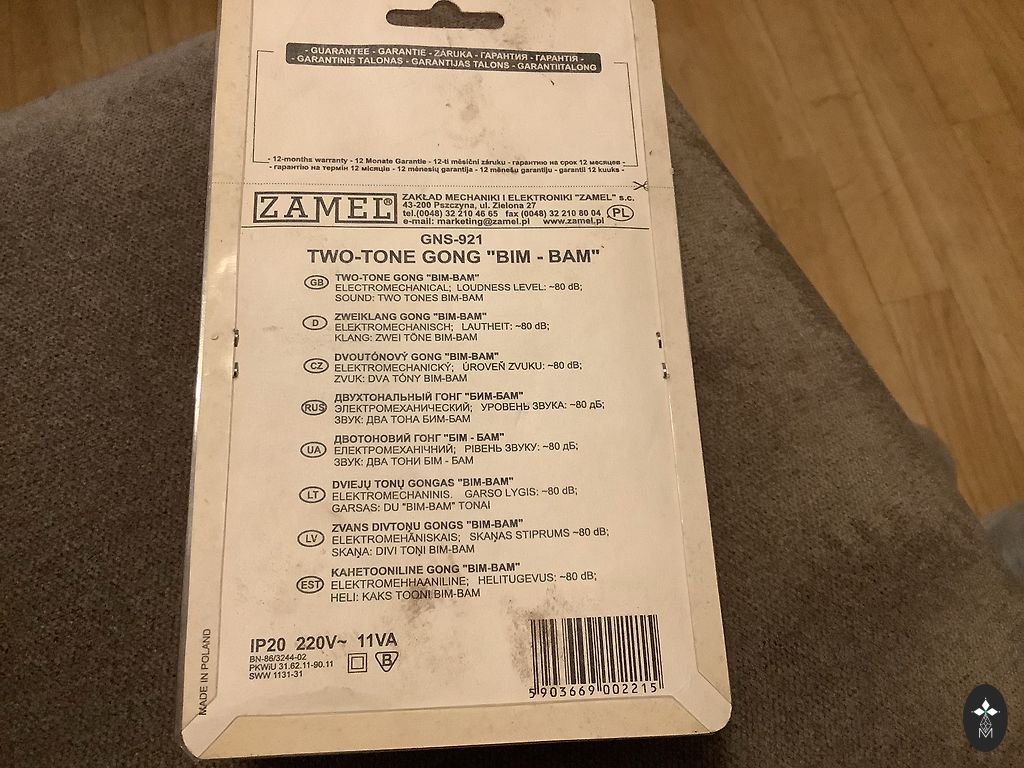 - GUARANTEE - GARANTIE - ZÁRUKA - ГАРАНТИЯ - ГАРАНТІЯ -
- GARANTINIS TALONAS - GARANTIJAS TALONS - GARANTIITALONG
- 12-months warranty - 12 Monate Garantie - 12-ti měsíční záruku - гарантию на срок 12 месяцев -
- гарантію на термін 12 місяців - 12 mėnesių garantija - 12 mēnešu garantiju - garantii 12 kuuks -
ZAMEL®
ZAKŁAD MECHANIKI I ELEKTRONIKI "ZAMEL" s.c.
43-200 Pszczyna, ul. Zielona 27
tel.(0048) 32 210 46 65 fax (0048) 32 210 80 04
e-mail: marketing@zamel.pl www.zamel.pl
PL
GNS-921
TWO-TONE GONG "BIM - BAM"
GB
TWO-TONE GONG "BIM-BAM"
ELECTROMECHANICAL; LOUDNESS LEVEL: ~80 dB;
SOUND: TWO TONES BIM-BAM
D
ZWEIKLANG GONG "BIM-BAM"
ELEKTROMECHANISCH; LAUTHEIT: ~80 dB;
KLANG: ZWEI TÖNE BIM-BAM
CZ
DVOUTÓNOVÝ GONG "BIM-BAM"
ELEKTROMECHANICKÝ; ÚROVEŇ ZVUKU: ~80 dB;
ZVUK: DVA TÓNY BIM-BAM
RUS
ДВУХТОНАЛЬНЫЙ ГОНГ "БИМ-БАМ"
ЭЛЕКТРОМЕХАНИЧЕСКИЙ; УРОВЕНЬ ЗВУКА: ~80 дБ;
ЗВУК: ДВА ТОНА БИМ-БАМ
UA
ДВОТОНОВИЙ ГОНГ "БІМ - БАМ"
ЕЛЕКТРОМЕХАНІЧНИЙ; РІВЕНЬ ЗВУКУ: ~80 дБ;
ЗВУК: ДВА ТОНИ БІМ - БАМ
LT
DVIEJŲ TONŲ GONGAS "BIM-BAM"
ELEKTROMECHANINIS. GARSO LYGIS: ~80 dB;
GARSAS: DU "BIM-BAM" TONAI
LV
ZVANS DIVTOŅU GONGS "BIM-BAM"
ELEKTROMEHĀNISKAIS; SKAŅAS STIPRUMS ~80 dB;
SKAŅA: DIVI TOŅI BIM-BAM
EST
KAHETOONILINE GONG "BIM-BAM"
ELEKTROMEHHAANILINE; HELITUGEVUS: ~80 dB;
HELI: KAKS TOONI BIM-BAM
IP20 220V~ 11VA
BN-86/3244-02
PKWiU 31.62.11-90.11
SWW 1131-31
B
MADE IN POLAND
5 903669 002215
M